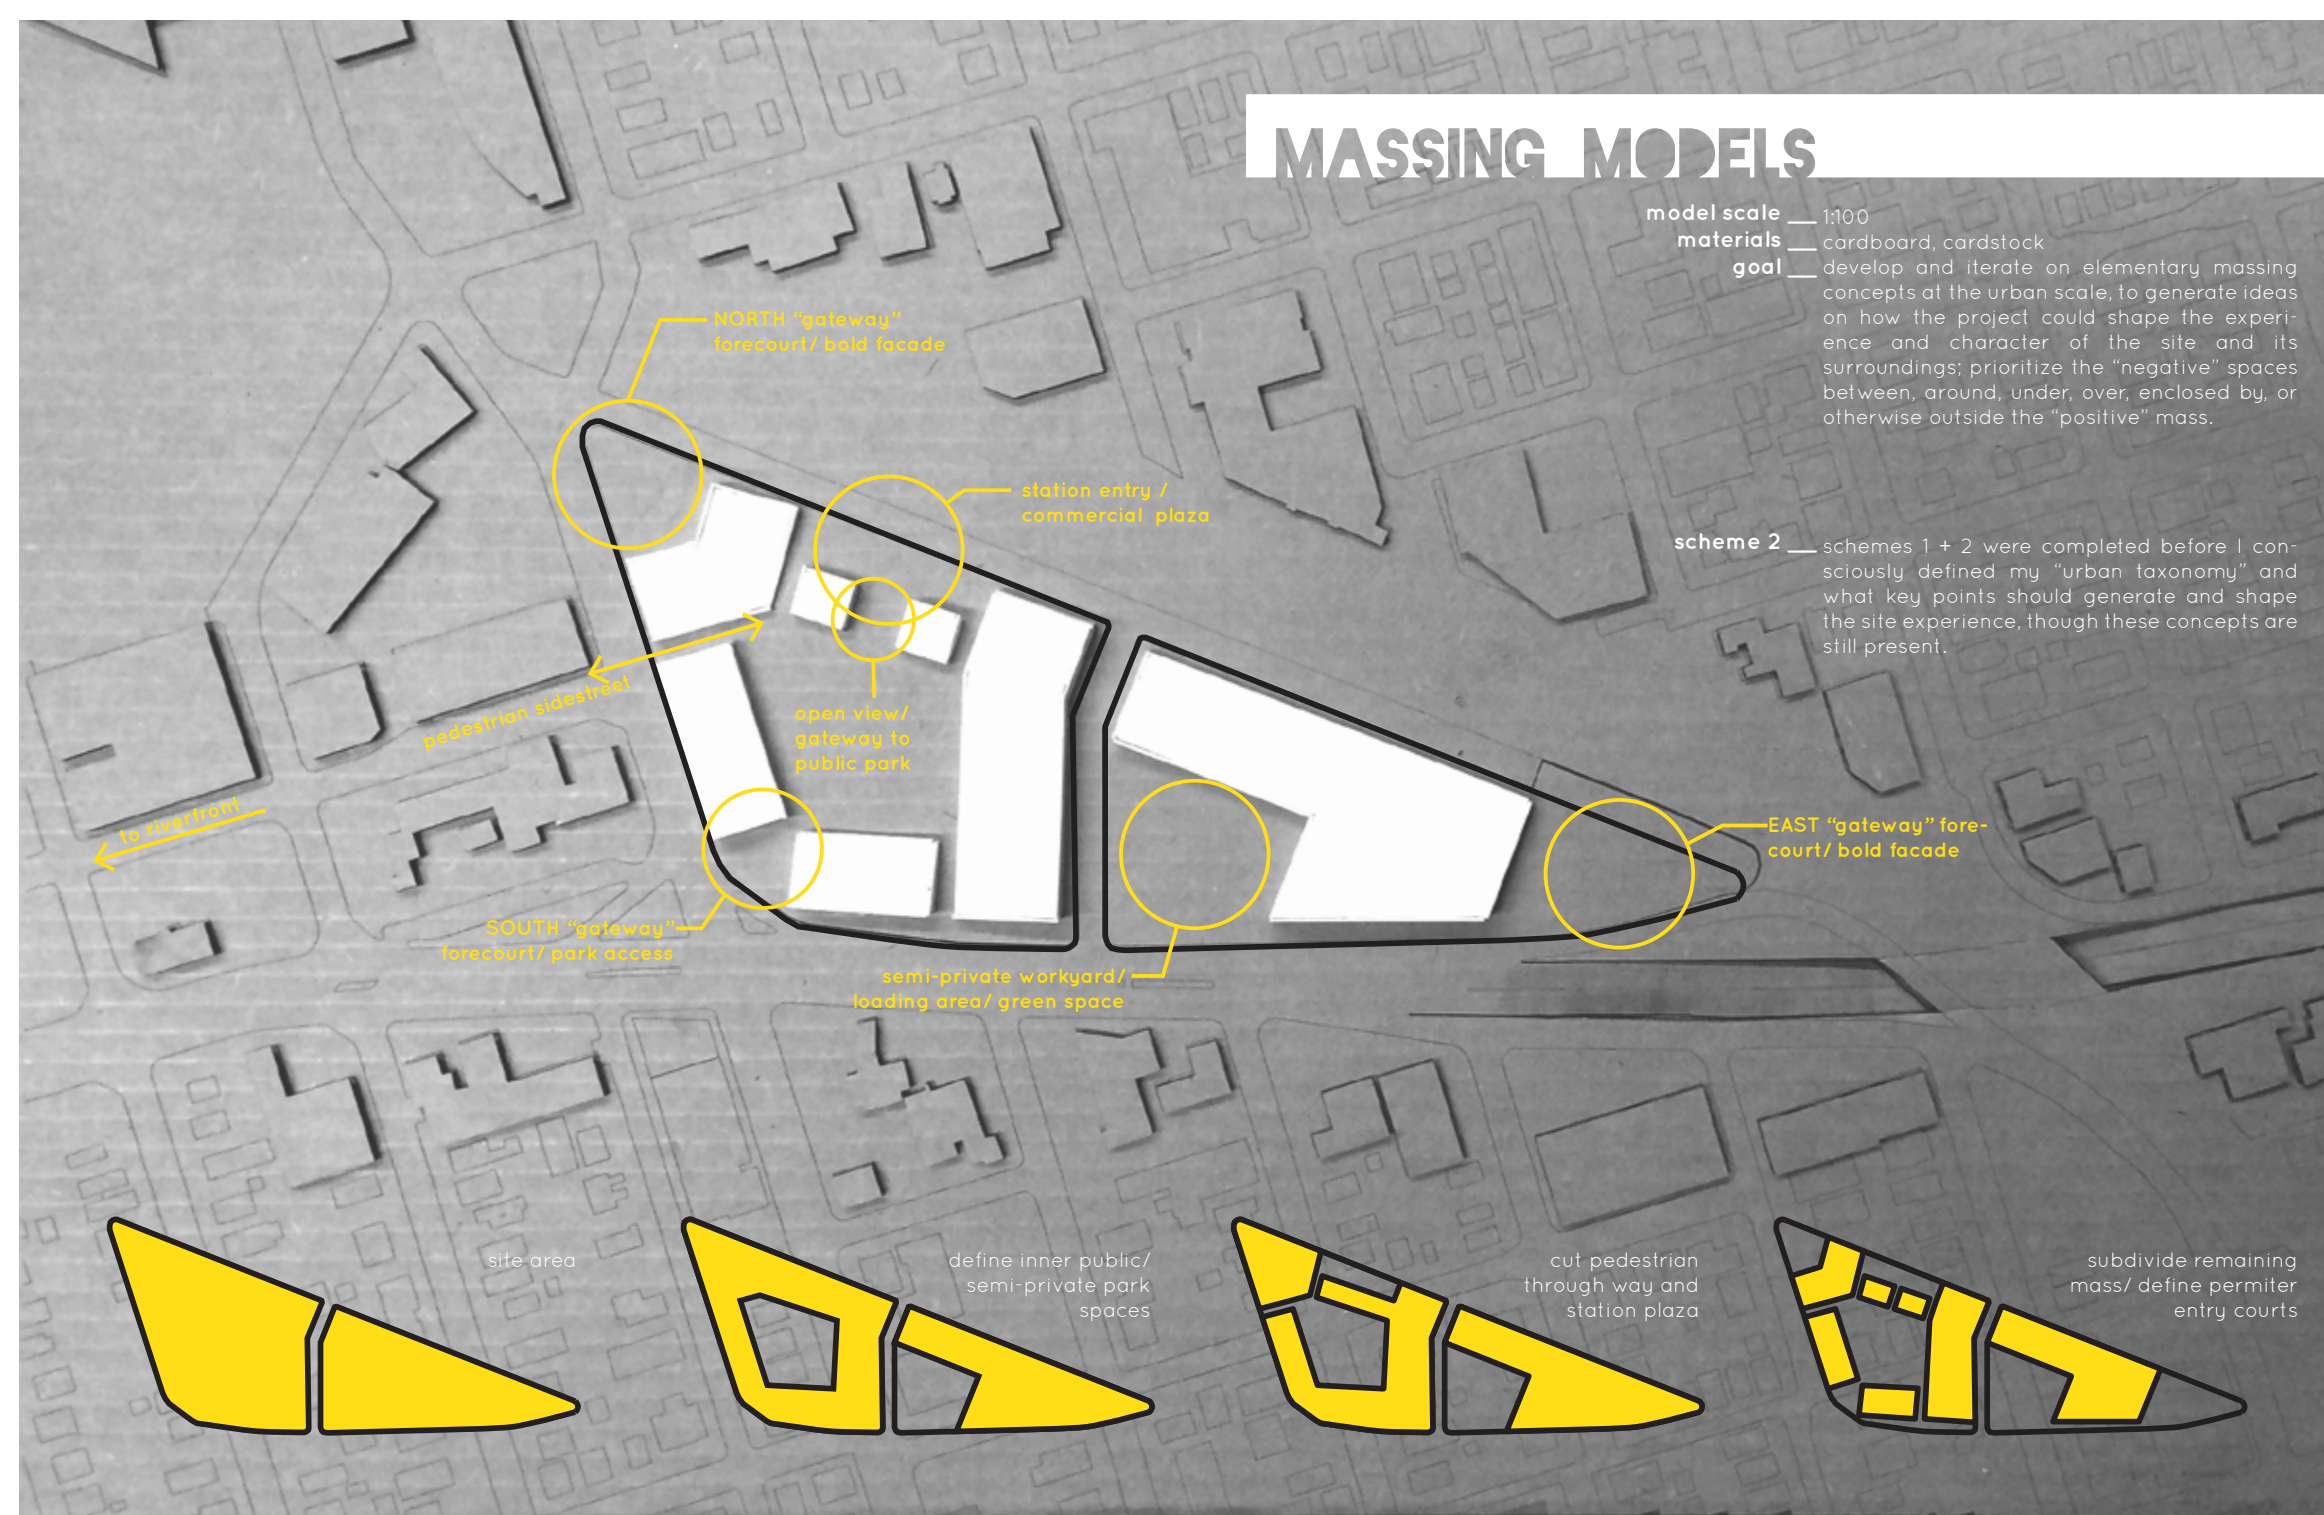 MASSING MODELS
model scale __ 1:100
materials __ cardboard, cardstock
goal __ develop and iterate on elementary massing
concepts at the urban scale, to generate ideas
on how the project could shape the experi-
ence and character of the site and its
surroundings; prioritize the “negative” spaces
between, around, under, over, enclosed by, or
otherwise outside the “positive” mass.
scheme 2 __ schemes 1 + 2 were completed before I con-
sciously defined my “urban taxonomy” and
what key points should generate and shape
the site experience, though these concepts are
still present.
NORTH “gateway”
forecourt/ bold facade
station entry /
commercial plaza
pedestrian sidestreet
open view/
gateway to
public park
to riverfront
EAST “gateway” fore-
court/ bold facade
SOUTH “gateway”
forecourt/ park access
semi-private workyard/
loading area/ green space
site area
define inner public/
semi-private park
spaces
cut pedestrian
through way and
station plaza
subdivide remaining
mass/ define permiter
entry courts